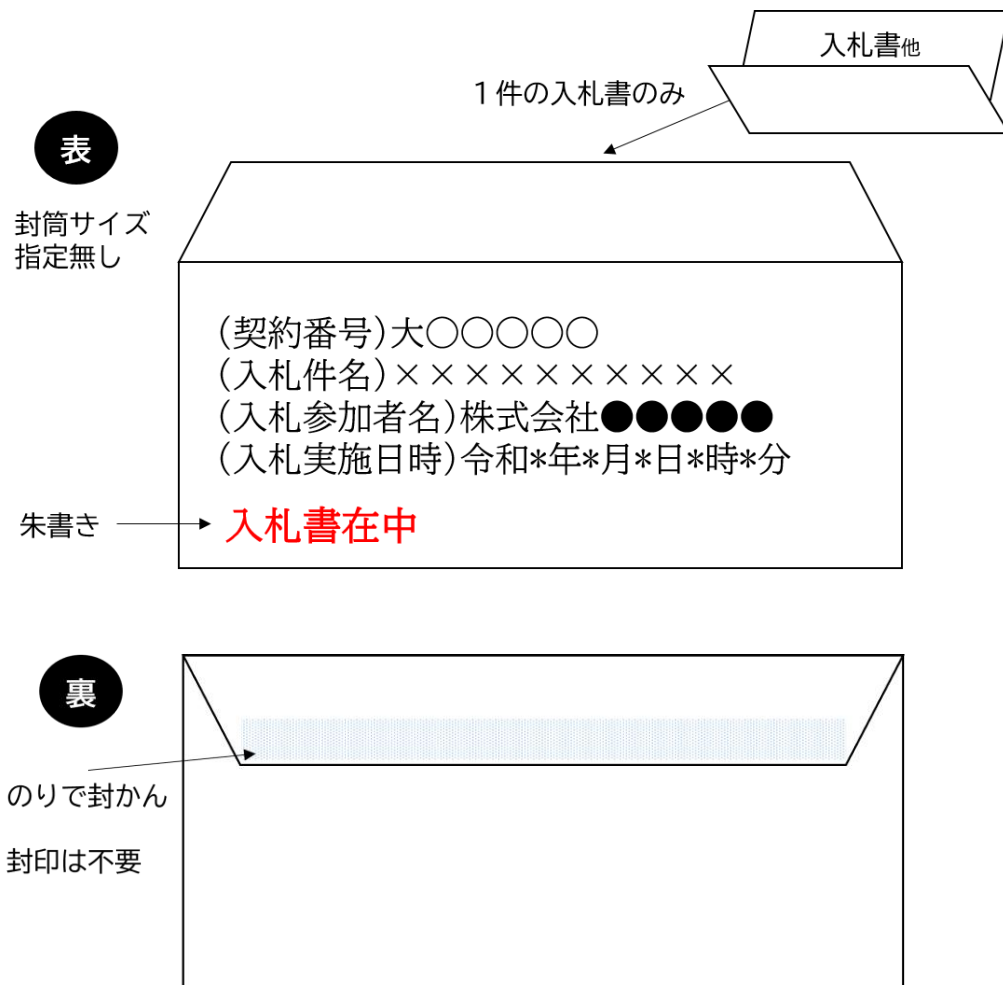 入札書他
1件の入札書のみ
表
封筒サイズ
指定無し
(契約番号)大○○○○○
(入札件名)××××××××××
(入札参加者名)株式会社●●●●●
(入札実施日時)令和*年*月*日*時*分
朱書き
入札書在中
裏
のりで封かん
封印は不要